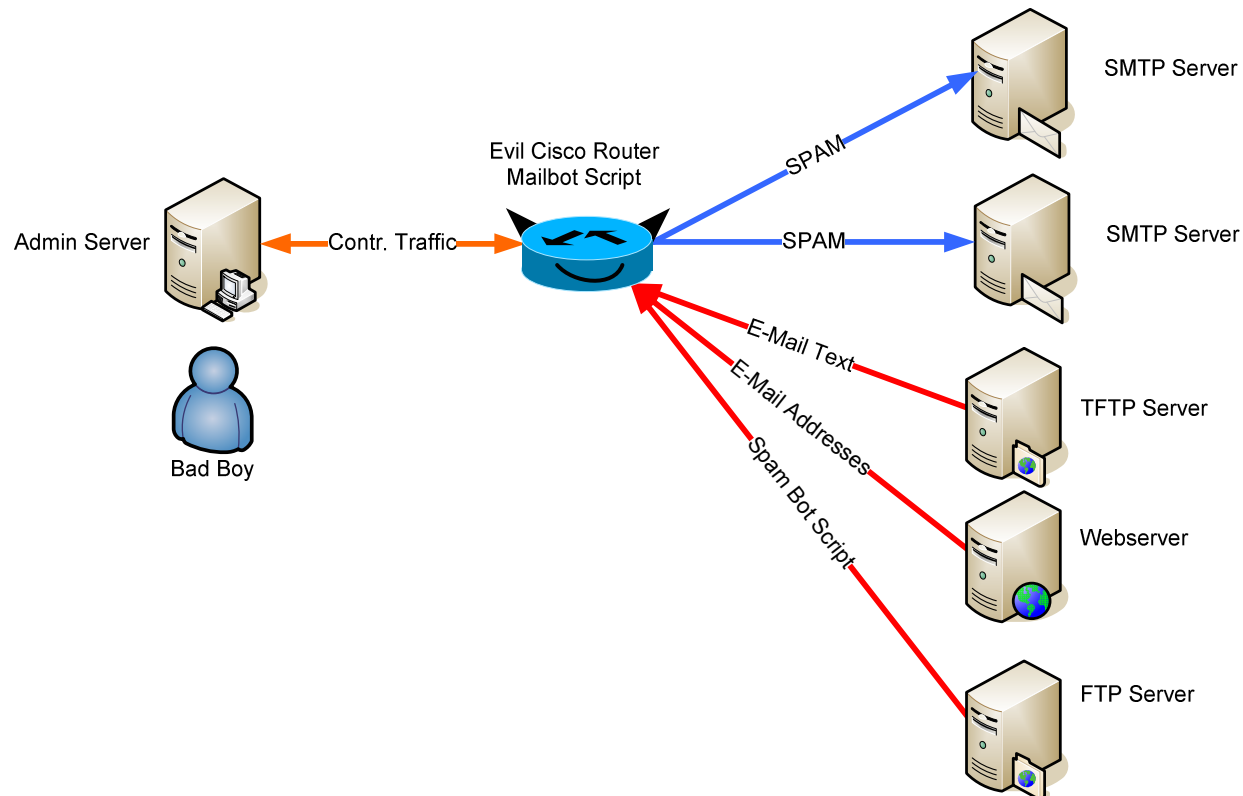 SMTP Server
SPAM
Evil Cisco Router
Mailbot Script
Admin Server
Contr. Traffic
SPAM
SMTP Server
E-Mail Text
E-Mail Addresses
Spam Bot Script
TFTP Server
Bad Boy
Webserver
FTP Server